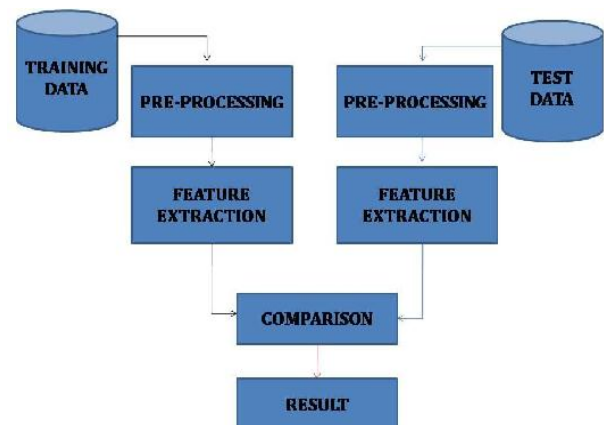 TRAINING
DATA
PRE-PROCESSING
FEATURE
EXTRACTION
TEST
DATA
PRE-PROCESSING
FEATURE
EXTRACTION
COMPARISON
RESULT